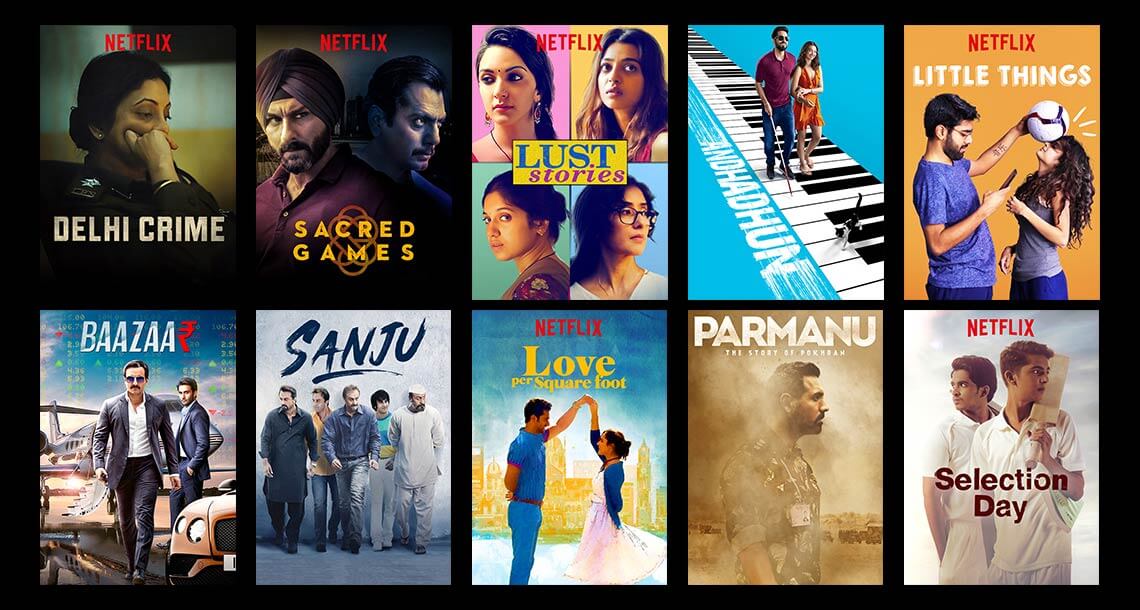 NETFLIX
DELHI CRIME
NETFLIX
SACRED
GAMES
NETFLIX
LUST
stories
ANDHADHUN
NETFLIX
LITTLE THINGS
BAAZAA₹
SANJU
NETFLIX
Love
per Square foot
PARMANU
THE STORY OF POKHRAN
NETFLIX
Selection
Day